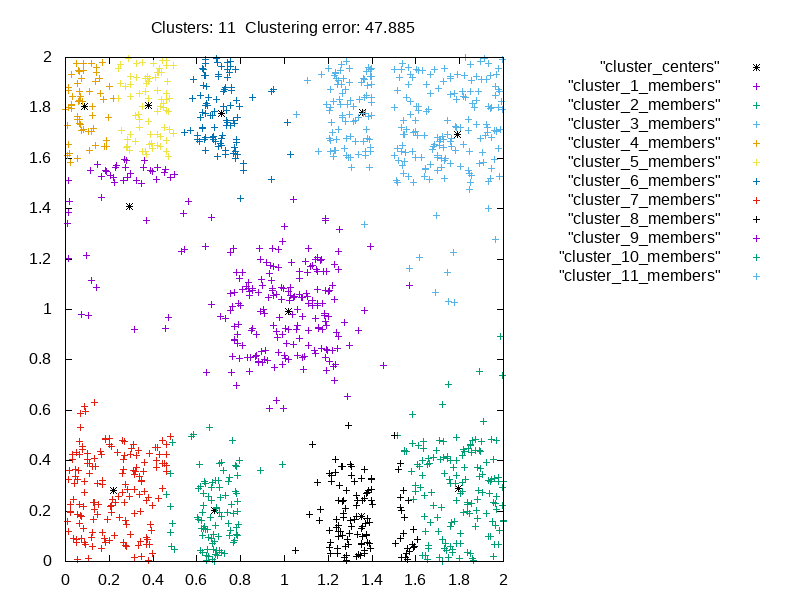 Clusters: 11  Clustering error: 47.885
"cluster_centers"
"cluster_1_members"
"cluster_2_members"
"cluster_3_members"
"cluster_4_members"
"cluster_5_members"
"cluster_6_members"
"cluster_7_members"
"cluster_8_members"
"cluster_9_members"
"cluster_10_members"
"cluster_11_members"
2
1.8
1.6
1.4
1.2
1
0.8
0.6
0.4
0.2
0
0 0.2 0.4 0.6 0.8 1 1.2 1.4 1.6 1.8 2